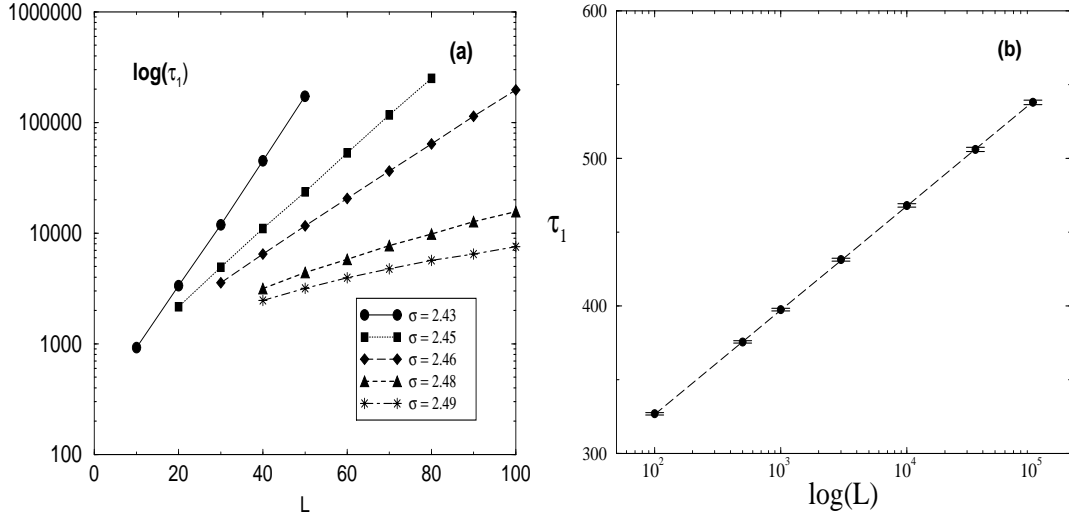 1000000
100000
10000
1000
100
log(τ₁)
(a)
σ = 2.43
σ = 2.45
σ = 2.46
σ = 2.48
σ = 2.49
0 20 40 60 80 100
L
600
500
400
300
τ₁
(b)
10² 10³ 10⁴ 10⁵
log(L)